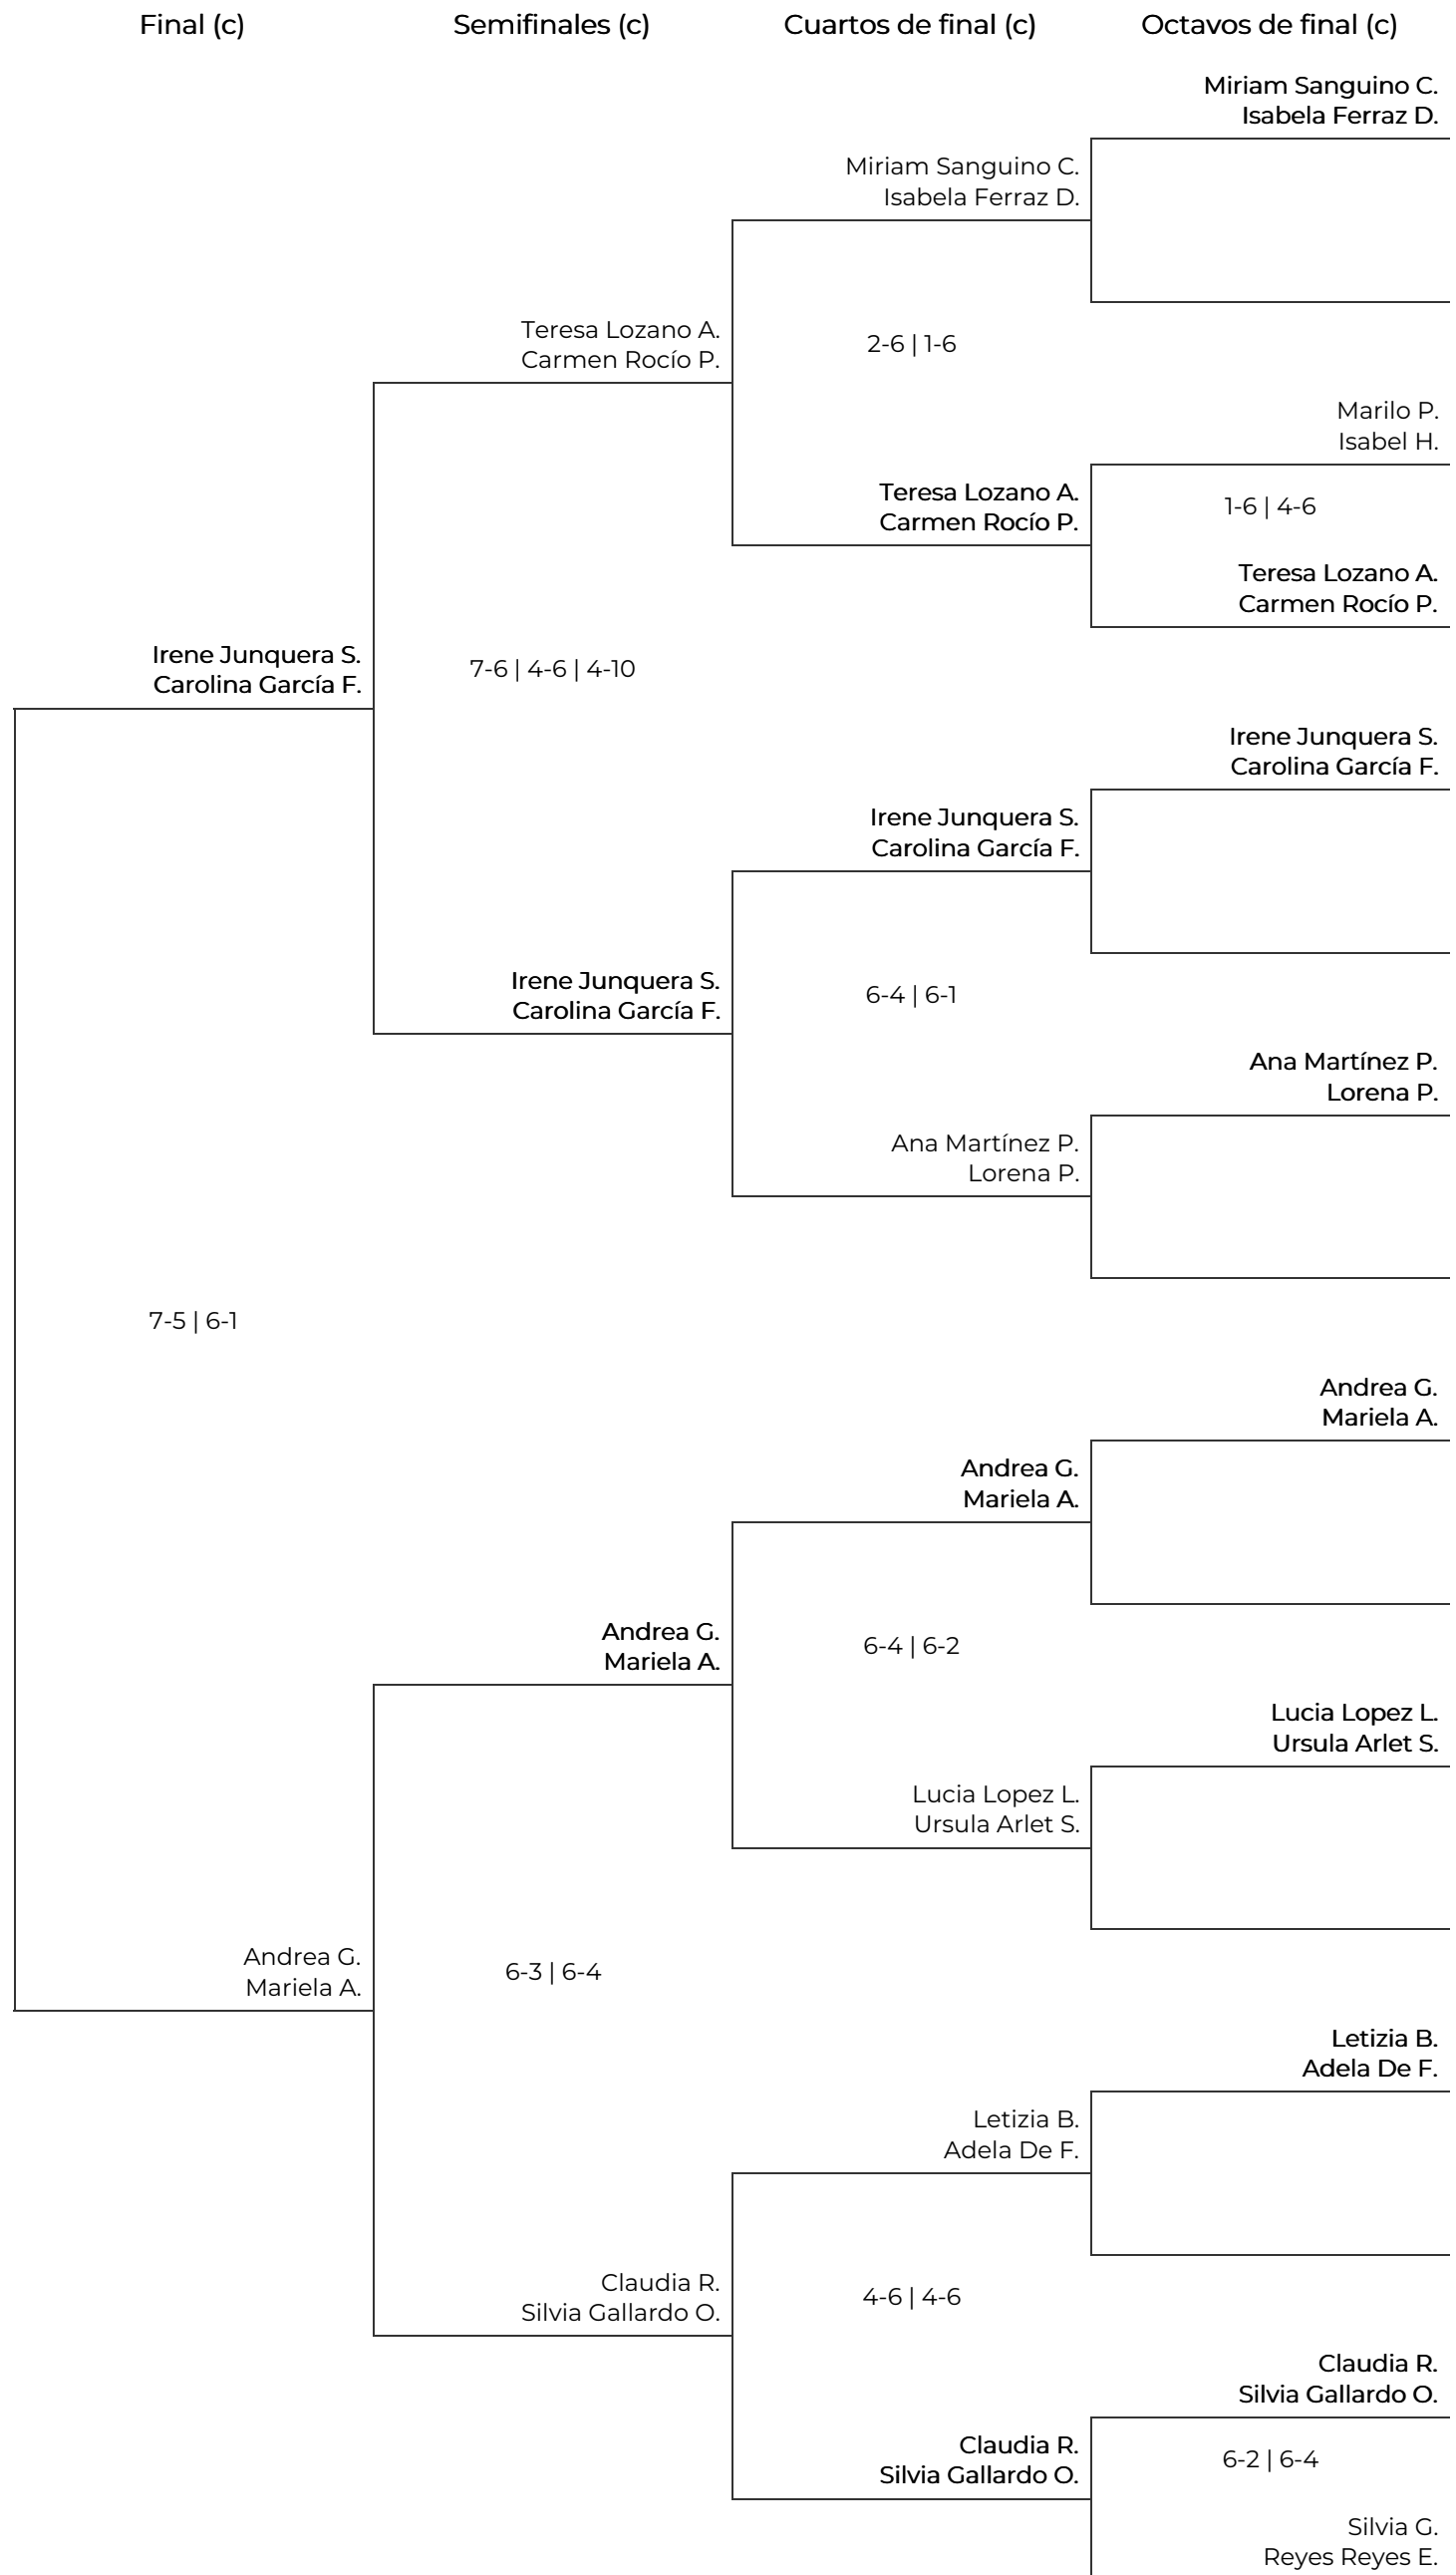 Final (c)
Semifinales (c)
Cuartos de final (c)
Octavos de final (c)
Miriam Sanguino C.
Isabela Ferraz D.
Miriam Sanguino C.
Isabela Ferraz D.
Teresa Lozano A.
Carmen Rocío P.
2-6 | 1-6
Marilo P.
Isabel H.
Teresa Lozano A.
Carmen Rocío P.
1-6 | 4-6
Teresa Lozano A.
Carmen Rocío P.
Irene Junquera S.
Carolina García F.
7-6 | 4-6 | 4-10
Irene Junquera S.
Carolina García F.
Irene Junquera S.
Carolina García F.
Irene Junquera S.
Carolina García F.
6-4 | 6-1
Ana Martínez P.
Lorena P.
Ana Martínez P.
Lorena P.
7-5 | 6-1
Andrea G.
Mariela A.
Andrea G.
Mariela A.
Andrea G.
Mariela A.
6-4 | 6-2
Lucia Lopez L.
Ursula Arlet S.
Lucia Lopez L.
Ursula Arlet S.
Andrea G.
Mariela A.
6-3 | 6-4
Letizia B.
Adela De F.
Letizia B.
Adela De F.
Claudia R.
Silvia Gallardo O.
4-6 | 4-6
Claudia R.
Silvia Gallardo O.
Claudia R.
Silvia Gallardo O.
6-2 | 6-4
Silvia G.
Reyes Reyes E.